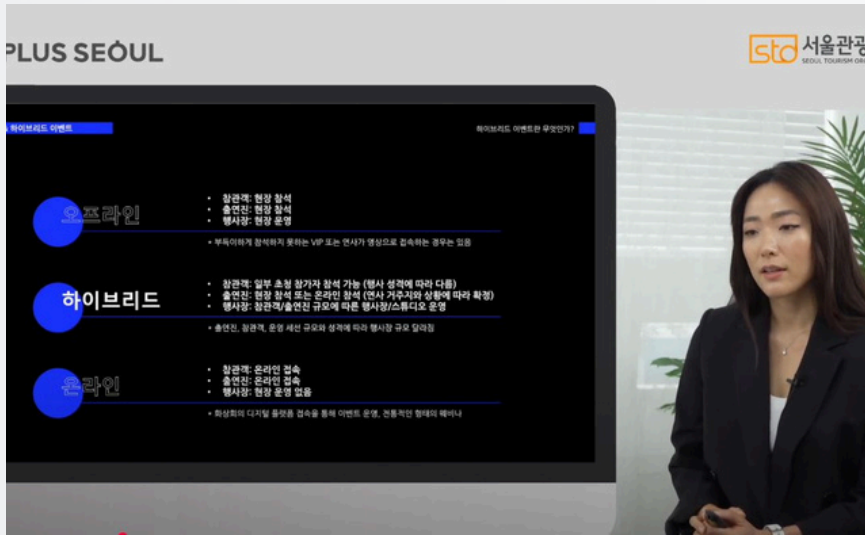 PLUS SEOUL
sto 서울관광
SEOUL TOURISM ORG
하이브리드 이벤트
하이브리드 이벤트란 무엇인가?
오프라인
• 참관객: 현장 참석
• 출연진: 현장 참석
• 행사장: 현장 운영
* 부득이하게 참석하지 못하는 VIP 또는 연사가 영상으로 접속하는 경우는 있음
하이브리드
• 참관객: 일부 초청 참가자 참석 가능 (행사 성격에 따라 다름)
• 출연진: 현장 참석 또는 온라인 참석 (연사 거주지와 상황에 따라 확정)
• 행사장: 참관객/출연진 규모에 따른 행사장/스튜디오 운영
* 출연진, 참관객, 운영 세션 규모와 성격에 따라 행사장 규모 달라짐
온라인
• 참관객: 온라인 접속
• 출연진: 온라인 접속
• 행사장: 현장 운영 없음
* 화상회의 디지털 플랫폼 접속을 통해 이벤트 운영, 전통적인 형태의 웨비나